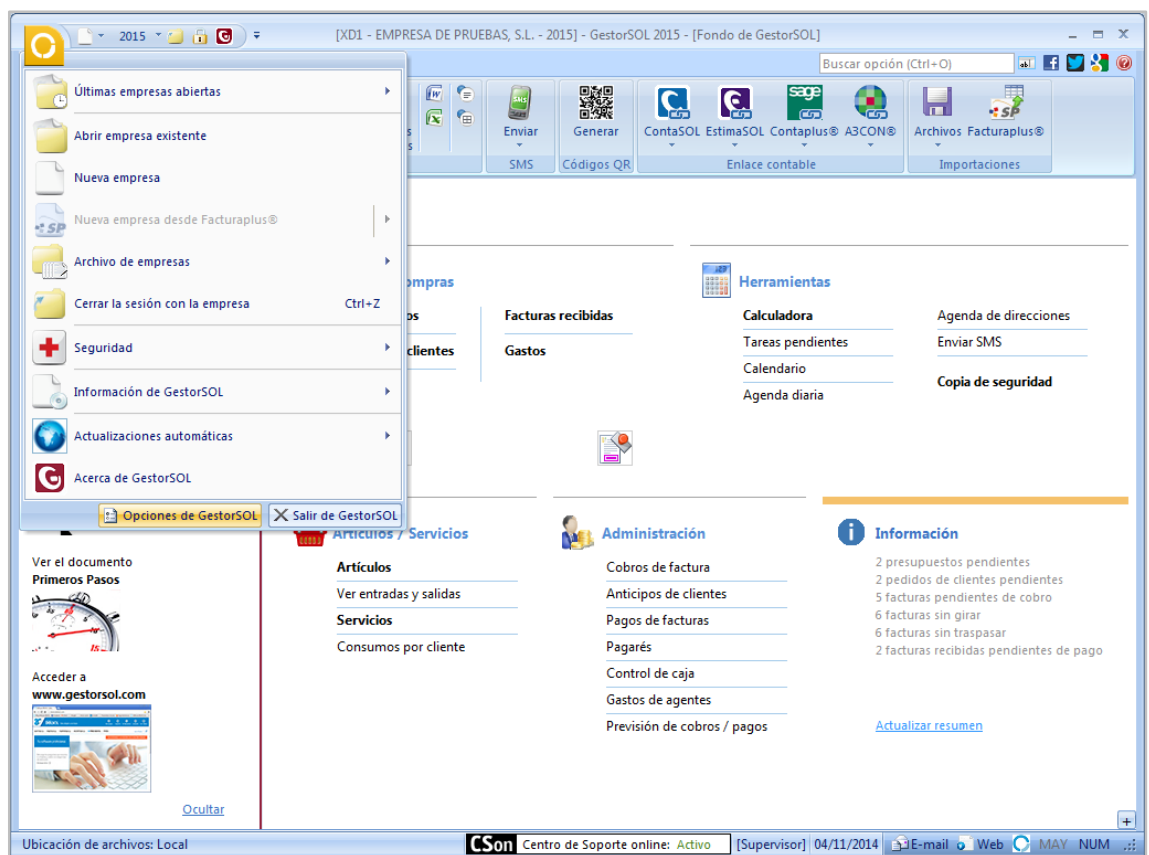 2015
[XD1 - EMPRESA DE PRUEBAS, S.L. - 2015] - GestorSOL 2015 - [Fondo de GestorSOL]
Buscar opción (Ctrl+O)
Últimas empresas abiertas
Abrir empresa existente
Nueva empresa
Nueva empresa desde Facturaplus®
Archivo de empresas
Cerrar la sesión con la empresa Ctrl+Z
Seguridad
Información de GestorSOL
Actualizaciones automáticas
Acerca de GestorSOL
Opciones de GestorSOL
Salir de GestorSOL
SMS
Enviar
SMS
Generar
Códigos QR
sage
ContaSOL EstimaSOL Contaplus® A3CON®
Enlace contable
SP
Archivos Facturaplus®
Importaciones
Facturas recibidas
clientes
Gastos
Herramientas
Calculadora
Tareas pendientes
Calendario
Agenda diaria
Agenda de direcciones
Enviar SMS
Copia de seguridad
Ver el documento
Primeros Pasos
Acceder a
www.gestorsol.com
Ocultar
Artículos / Servicios
Artículos
Ver entradas y salidas
Servicios
Consumos por cliente
Administración
Cobros de factura
Anticipos de clientes
Pagos de facturas
Pagarés
Control de caja
Gastos de agentes
Previsión de cobros / pagos
Información
2 presupuestos pendientes
2 pedidos de clientes pendientes
5 facturas pendientes de cobro
6 facturas sin girar
6 facturas sin traspasar
2 facturas recibidas pendientes de pago
Actualizar resumen
Ubicación de archivos: Local
CSon Centro de Soporte online: Activo
[Supervisor] 04/11/2014 E-mail Web MAY NUM